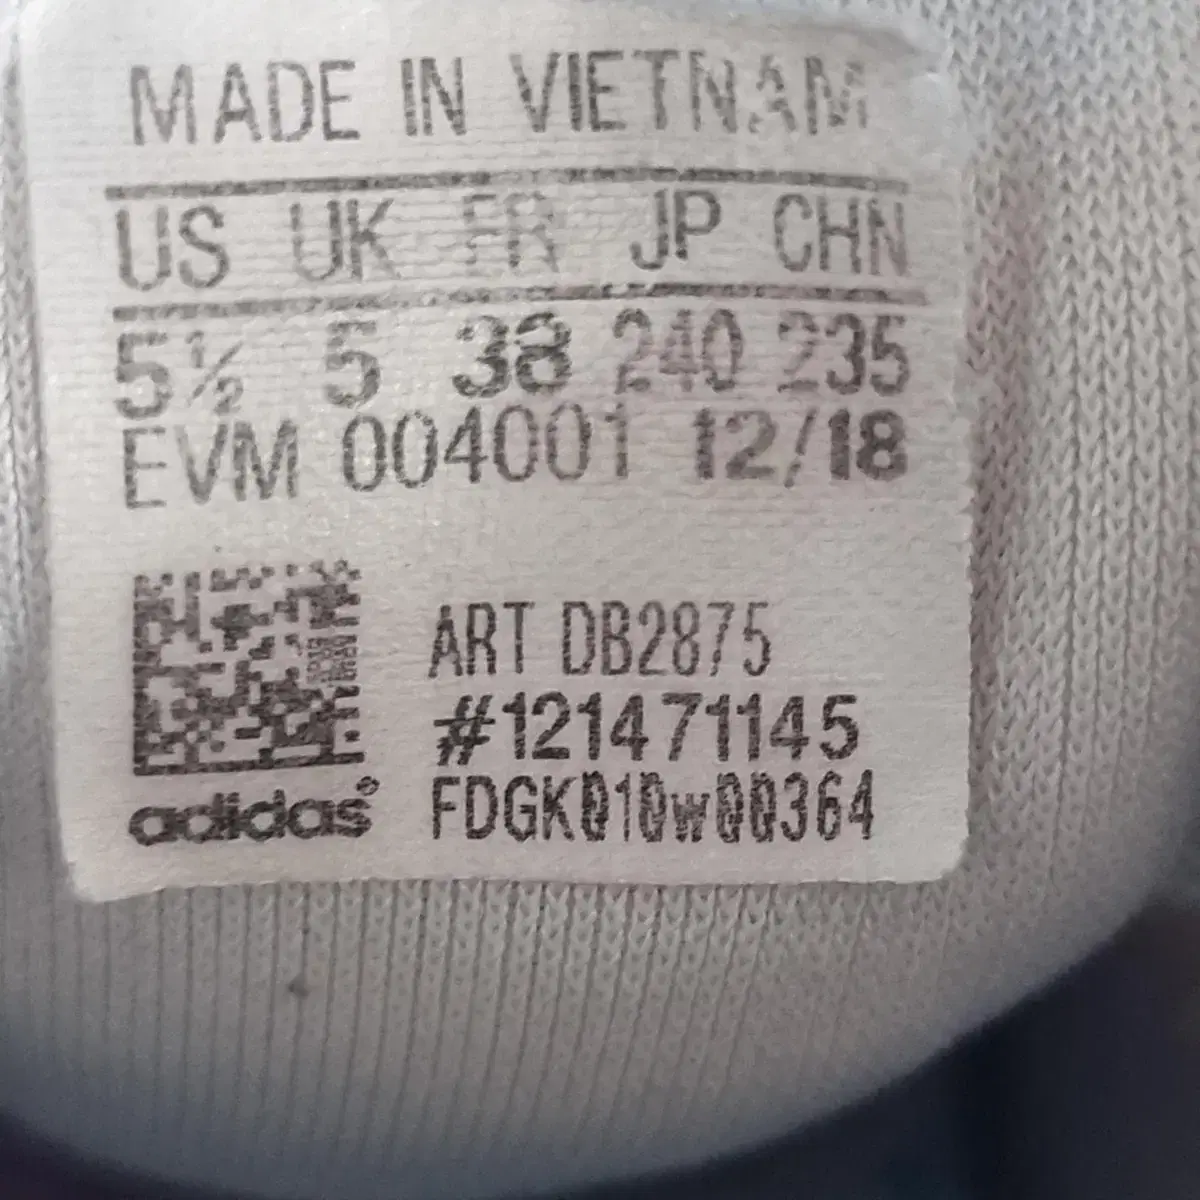 MADE IN VIETNAM
US UK FR JP CHN
5½ 5 38 240 235
EVM 004001 12/18
ART DB2875
#121471145
adidas® FDGK010w00364